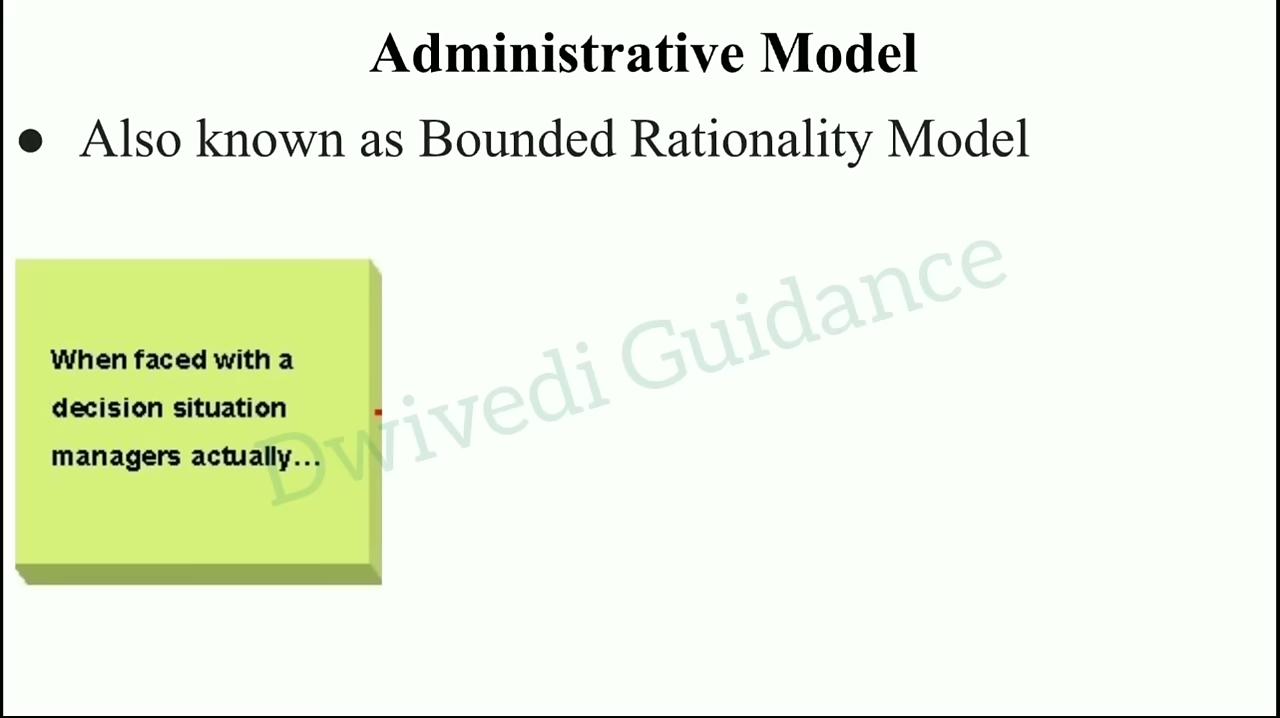 Administrative Model
● Also known as Bounded Rationality Model
When faced with a
decision situation
managers actually...
Dwivedi Guidance